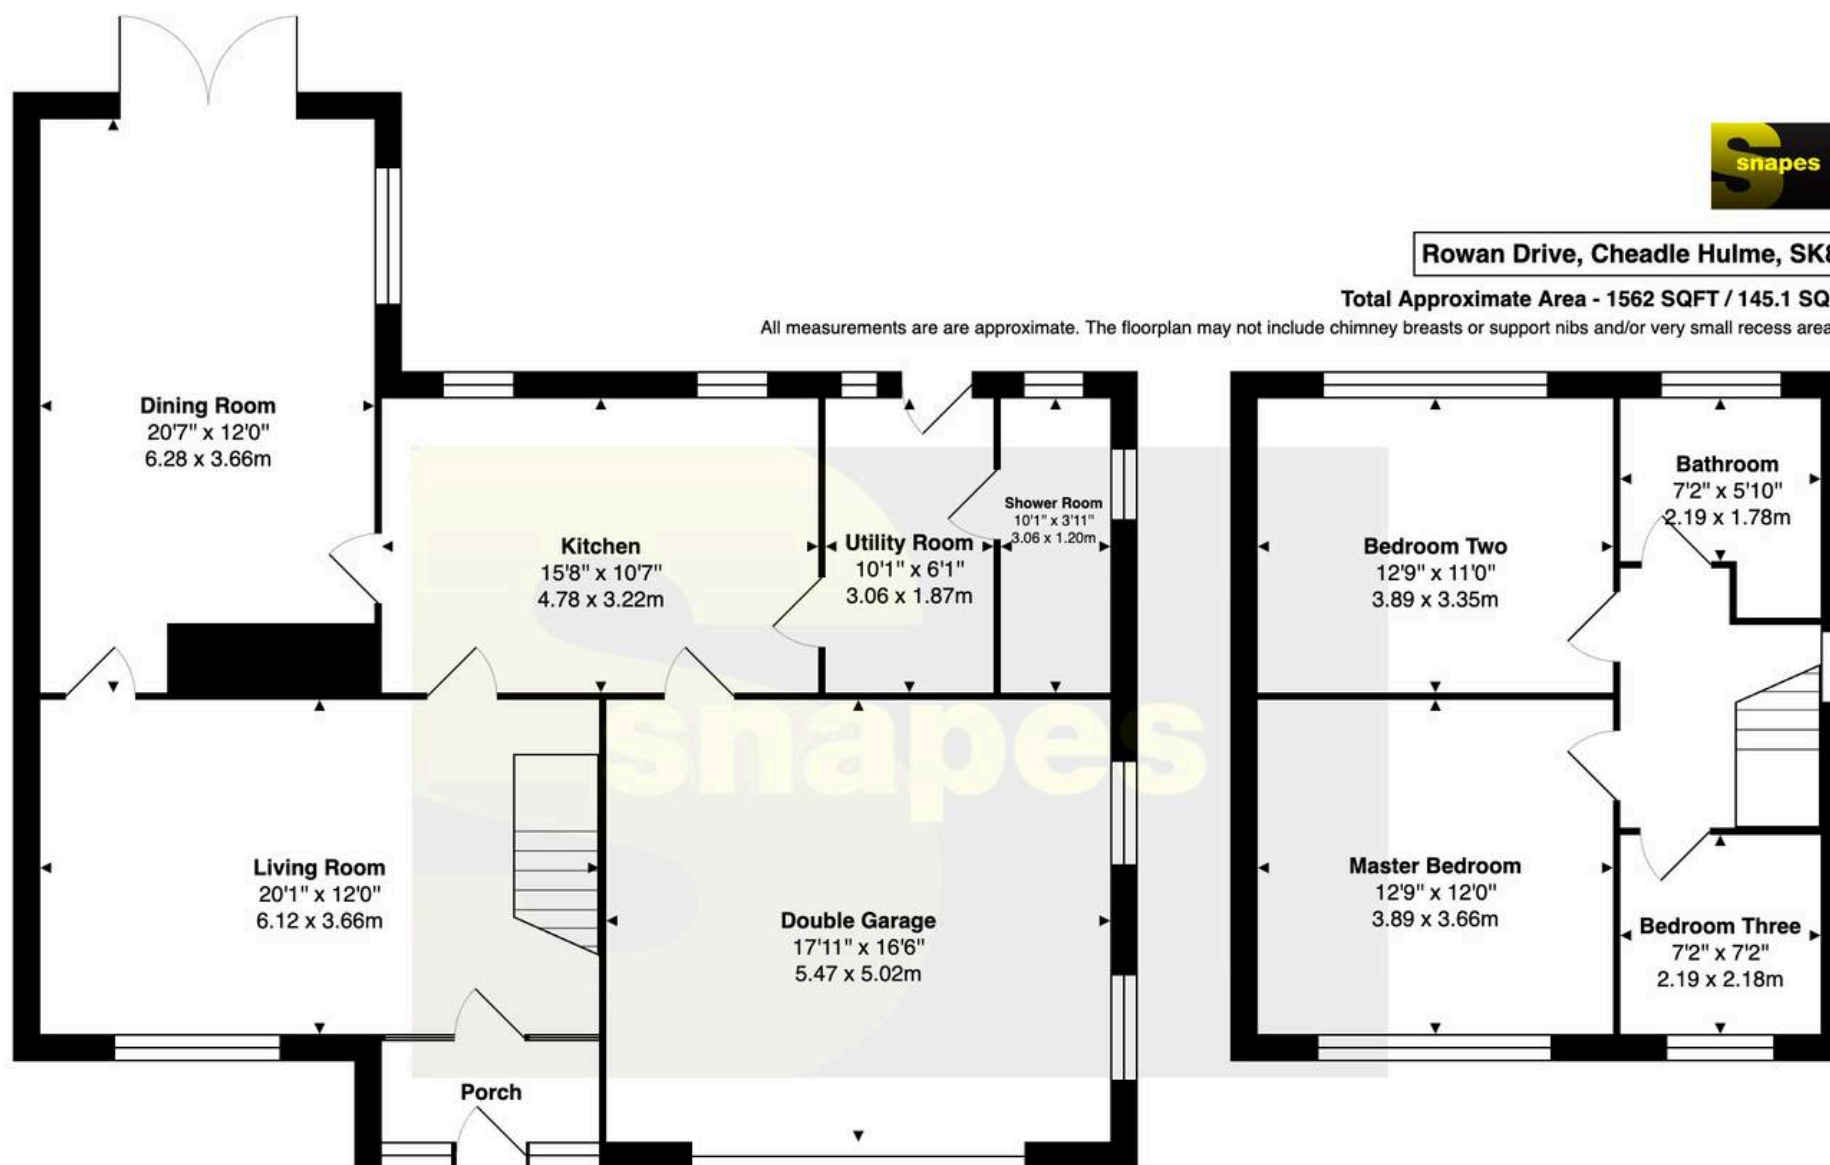 snapes
Rowan Drive, Cheadle Hulme, SK8
Total Approximate Area - 1562 SQFT / 145.1 SQ
All measurements are are approximate. The floorplan may not include chimney breasts or support nibs and/or very small recess area
Dining Room
20'7" x 12'0"
6.28 x 3.66m
Kitchen
15'8" x 10'7"
4.78 x 3.22m
Utility Room
10'1" x 6'1"
3.06 x 1.87m
Shower Room
10'1" x 3'11"
3.06 x 1.20m
Living Room
20'1" x 12'0"
6.12 x 3.66m
Double Garage
17'11" x 16'6"
5.47 x 5.02m
Porch
snapes
Bedroom Two
12'9" x 11'0"
3.89 x 3.35m
Bathroom
7'2" x 5'10"
2.19 x 1.78m
Master Bedroom
12'9" x 12'0"
3.89 x 3.66m
Bedroom Three
7'2" x 7'2"
2.19 x 2.18m